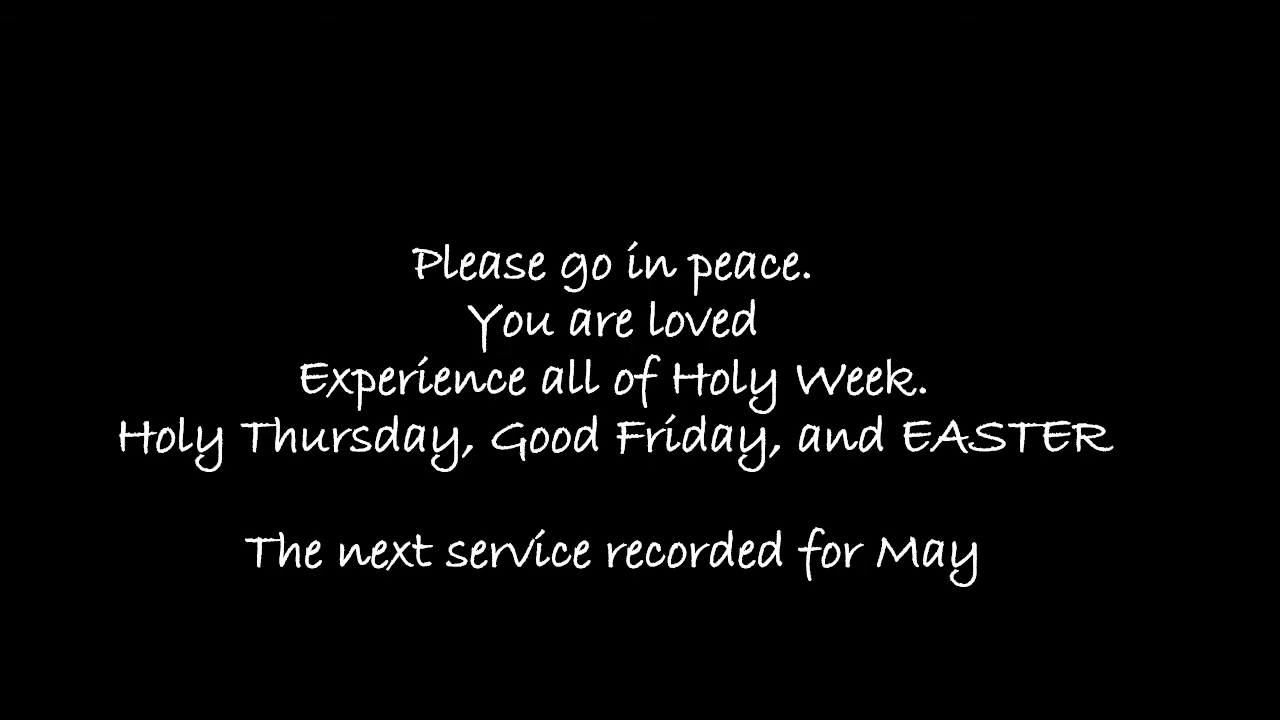 Please go in peace.
You are loved
Experience all of Holy Week.
Holy Thursday, Good Friday, and EASTER
The next service recorded for May